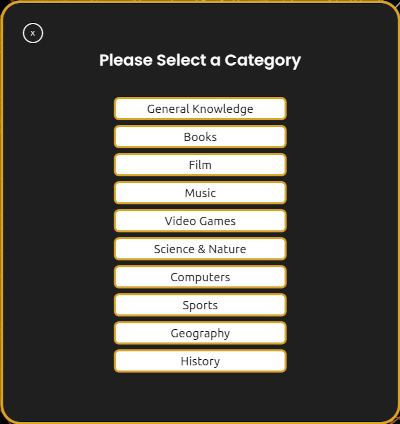 x
Please Select a Category
General Knowledge
Books
Film
Music
Video Games
Science & Nature
Computers
Sports
Geography
History